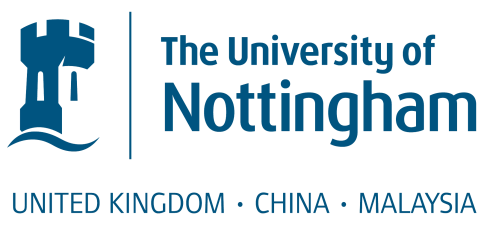 The University of
Nottingham
UNITED KINGDOM · CHINA · MALAYSIA